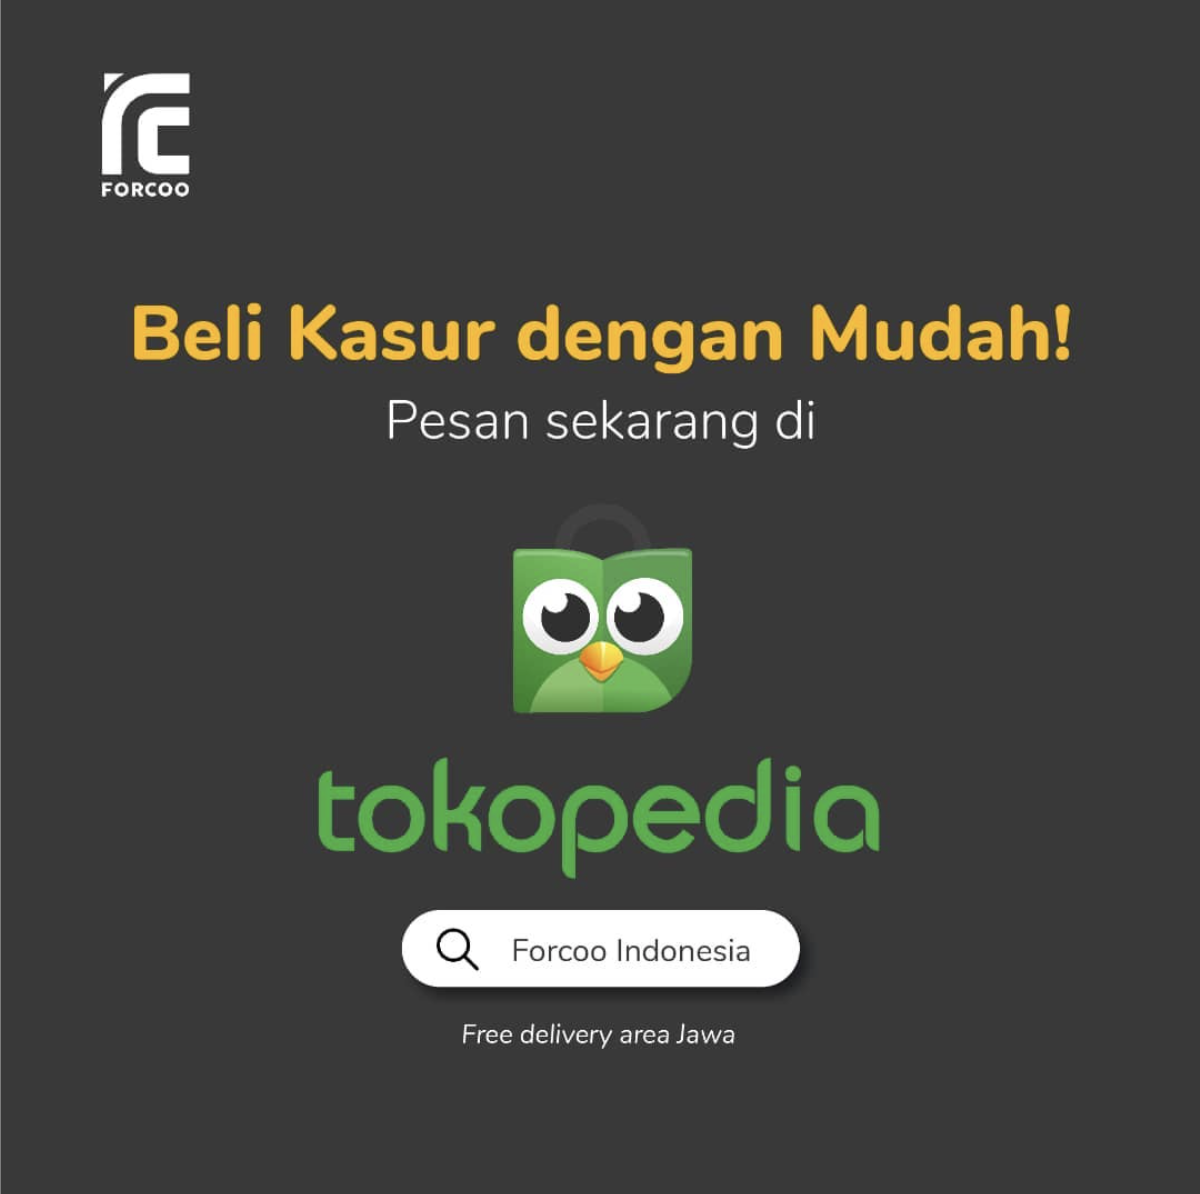 FORCOO
Beli Kasur dengan Mudah!
Pesan sekarang di
tokopedia
Forcoo Indonesia
Free delivery area Jawa